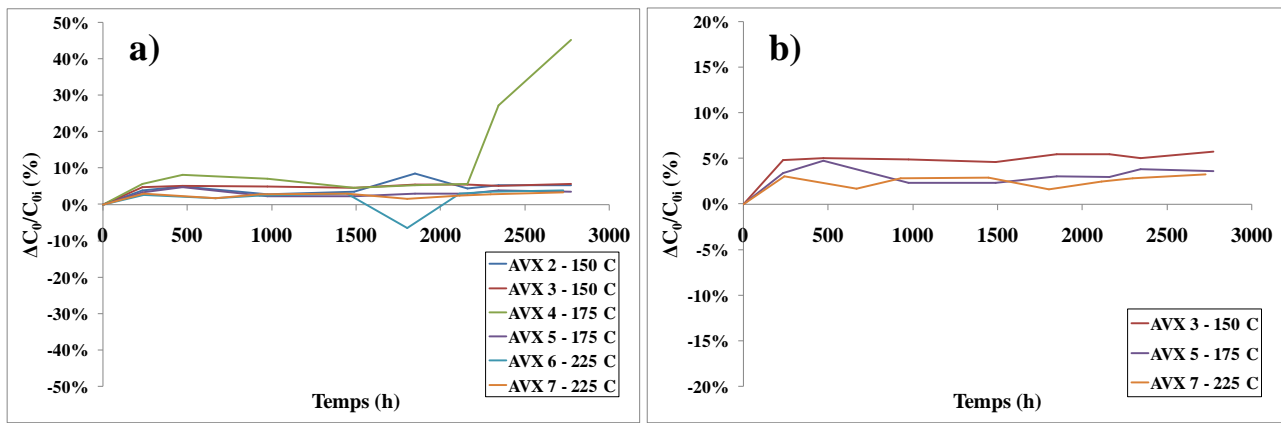 a)
50%
40%
30%
20%
10%
0%
-10%
-20%
-30%
-40%
-50%
0
500
1000
1500
2000
2500
3000
ΔC₀/C₀ᵢ (%)
Temps (h)
AVX 2 - 150 C
AVX 3 - 150 C
AVX 4 - 175 C
AVX 5 - 175 C
AVX 6 - 225 C
AVX 7 - 225 C
b)
20%
15%
10%
5%
0%
-5%
-10%
-15%
-20%
0
500
1000
1500
2000
2500
3000
ΔC₀/C₀ᵢ (%)
Temps (h)
AVX 3 - 150 C
AVX 5 - 175 C
AVX 7 - 225 C